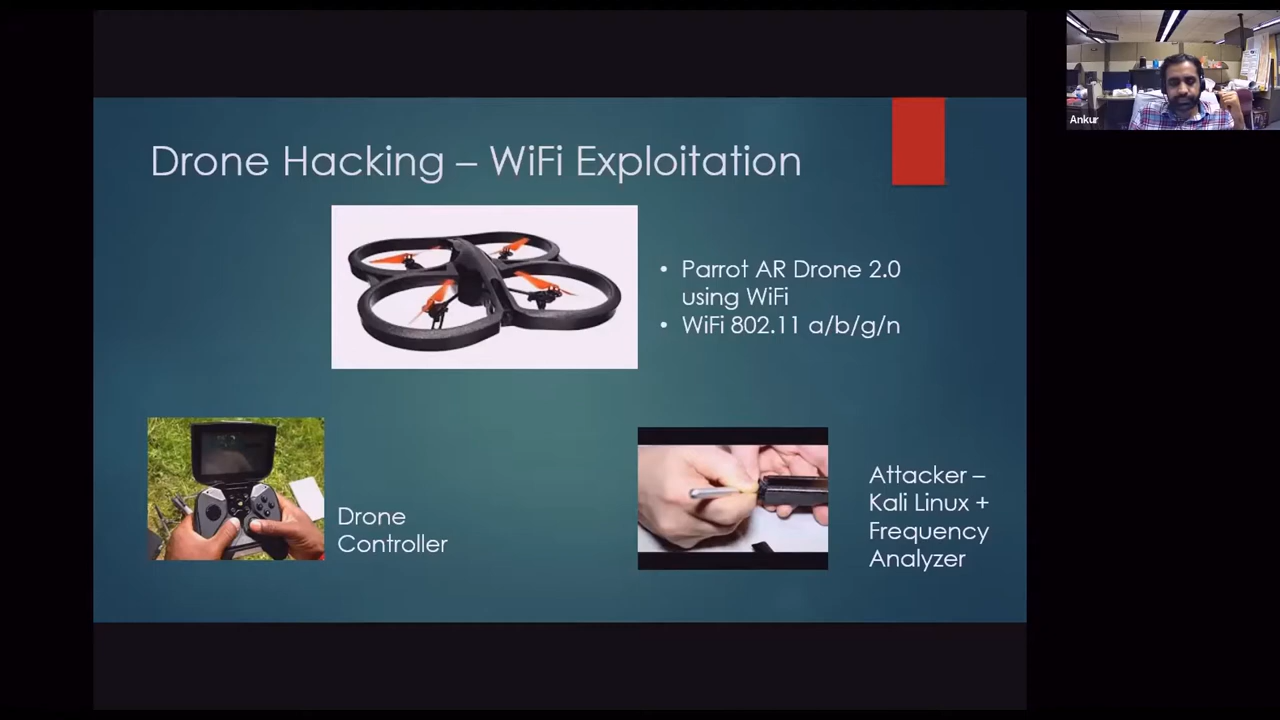 Drone Hacking – WiFi Exploitation
• Parrot AR Drone 2.0
using WiFi
• WiFi 802.11 a/b/g/n
Drone
Controller
Attacker –
Kali Linux +
Frequency
Analyzer
Ankur